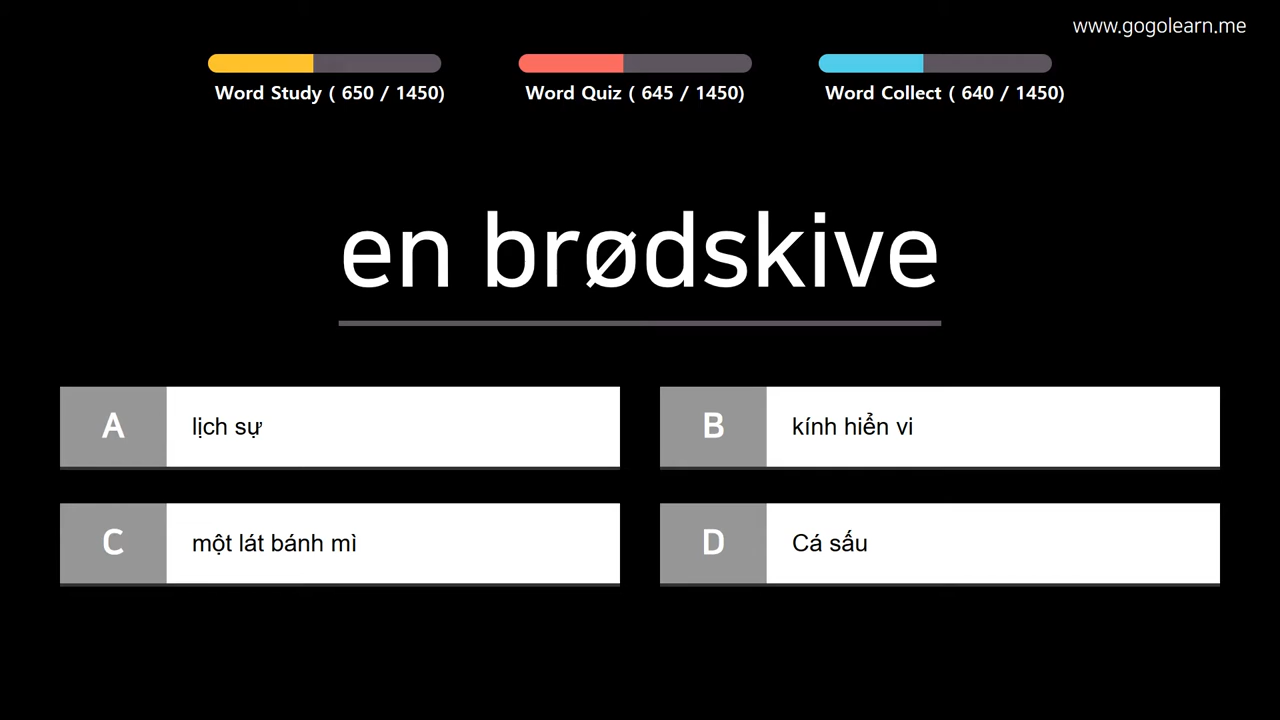 www.gogolearn.me
Word Study ( 650 / 1450)
Word Quiz ( 645 / 1450)
Word Collect ( 640 / 1450)
en brødskive
A lịch sự
B kính hiển vi
C một lát bánh mì
D Cá sấu